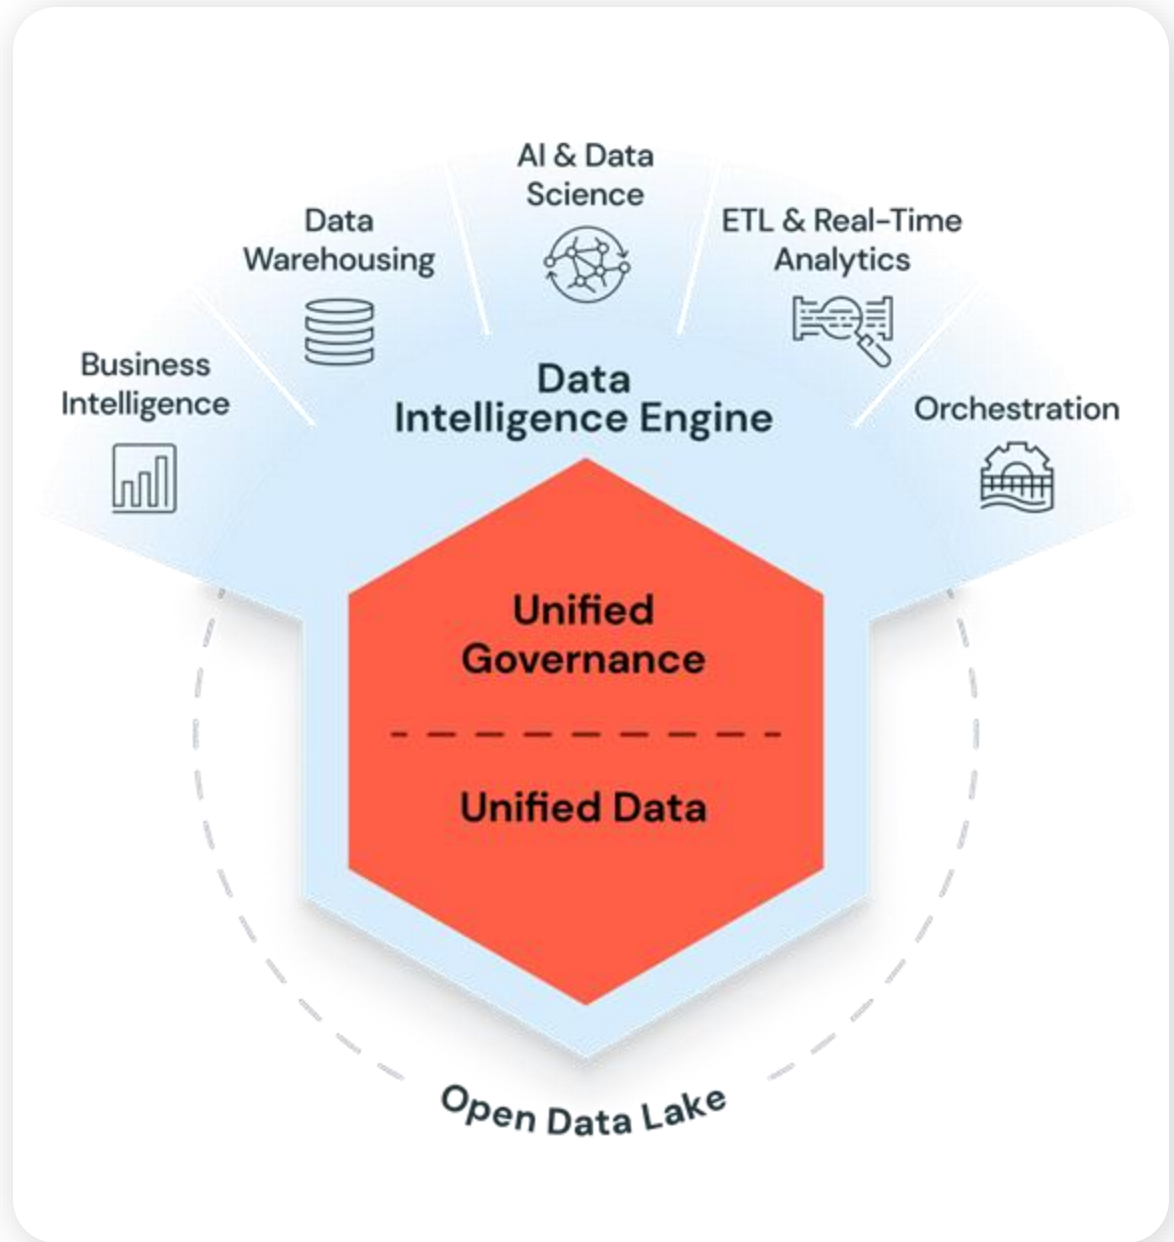 AI & Data
Science
Data
Warehousing
ETL & Real-Time
Analytics
Business
Intelligence
Orchestration
Data
Intelligence Engine
Unified
Governance
Unified Data
Open Data Lake